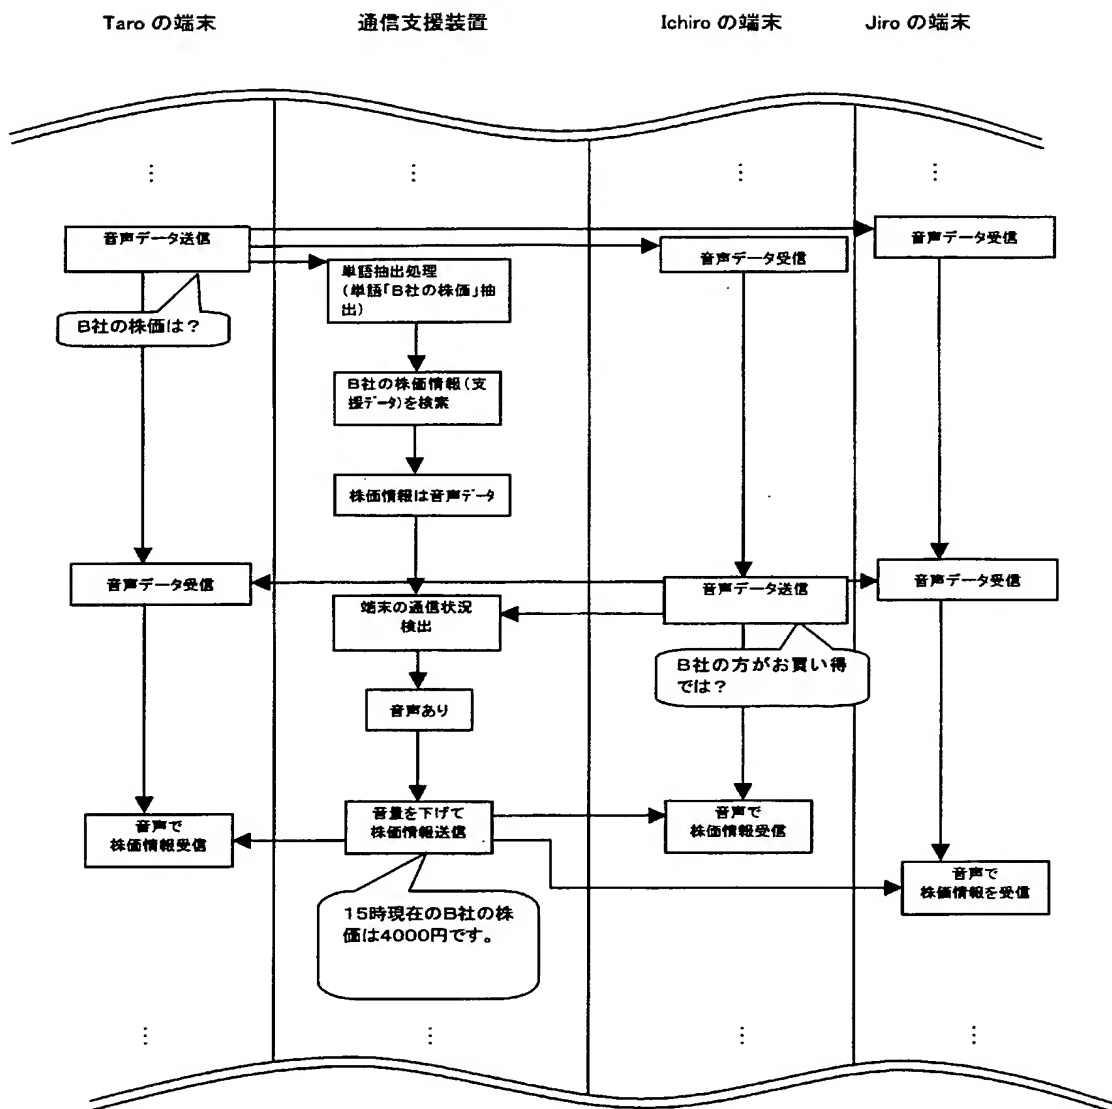 Taro の端末
通信支援装置
Ichiro の端末
Jiro の端末
音声データ送信
音声データ受信
音声データ受信
単語抽出処理
(単語「B社の株価」抽
出)
B社の株価は?
B社の株価情報(支
援データ)を検索
株価情報は音声データ
音声データ受信
音声データ送信
音声データ受信
端末の通信状況
検出
B社の方がお買い得
では?
音声あり
音声で
株価情報受信
音量を下げて
株価情報送信
音声で
株価情報受信
音声で
株価情報を受信
15時現在のB社の株
価は4000円です。